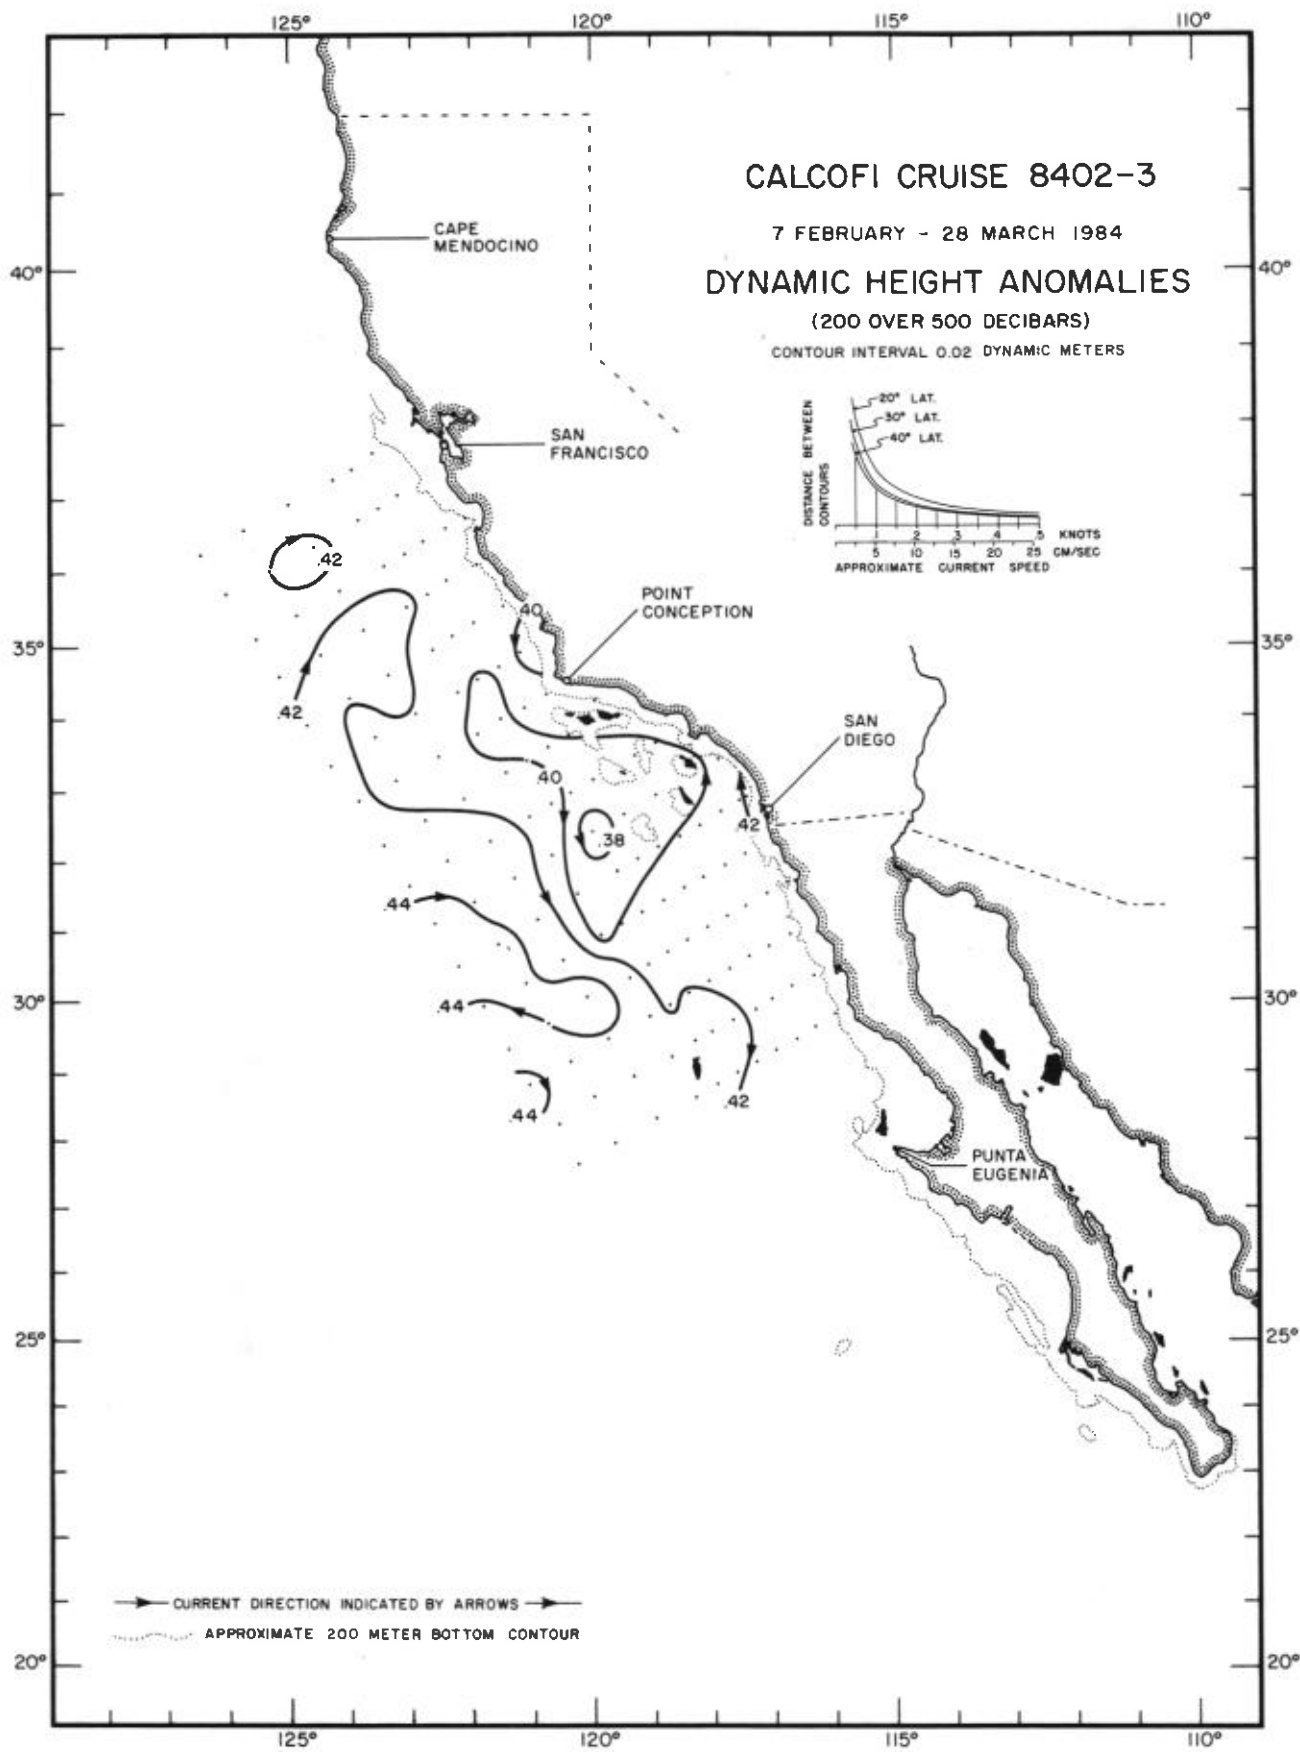 125°
120°
115°
110°
CALCOFI CRUISE 8402-3
7 FEBRUARY - 28 MARCH 1984
DYNAMIC HEIGHT ANOMALIES
(200 OVER 500 DECIBARS)
CONTOUR INTERVAL 0.02 DYNAMIC METERS
CAPE
MENDOCINO
40°
40°
DISTANCE BETWEEN
CONTOURS
20° LAT.
30° LAT.
40° LAT.
.1 .2 .3 .4 .5 KNOTS
5 10 15 20 25 CM/SEC
APPROXIMATE CURRENT SPEED
SAN
FRANCISCO
.42
POINT
CONCEPTION
.40
35°
35°
.42
SAN
DIEGO
.40
.42
.38
.44
30°
.44
30°
.44
.42
PUNTA
EUGENIA
25°
25°
CURRENT DIRECTION INDICATED BY ARROWS
APPROXIMATE 200 METER BOTTOM CONTOUR
20°
20°
125°
120°
115°
110°